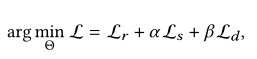 arg min_Θ ℒ = ℒ_r + αℒ_s + βℒ_d,